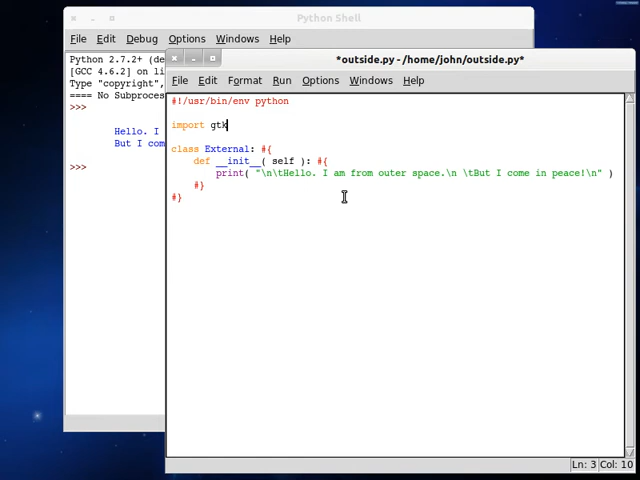 Python Shell
File Edit Debug Options Windows Help
Python 2.7.2+ (de
[GCC 4.6.2] on li
Type "copyright",
==== No Subproces
>>>
Hello. I
But I com
>>>
*outside.py - /home/john/outside.py*
File Edit Format Run Options Windows Help
#!/usr/bin/env python
import gtk
class External: #{
def __init__( self ): #{
print( "\n\tHello. I am from outer space.\n \tBut I come in peace!\n" )
#}
#}
Ln: 3 Col: 10